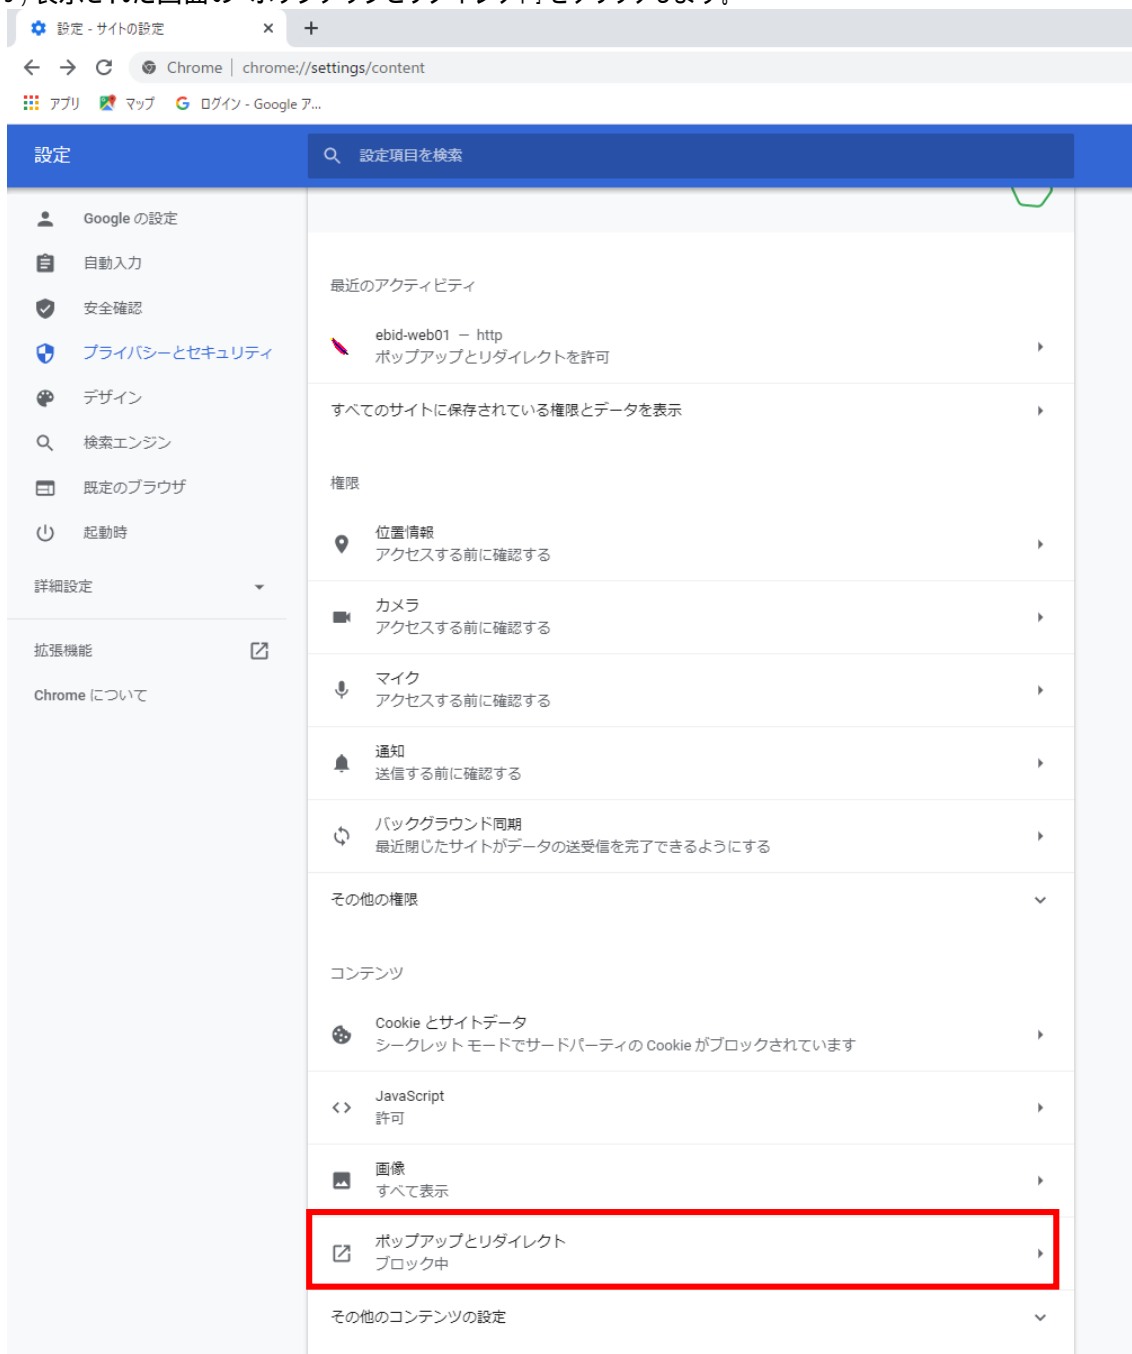 設定 - サイトの設定
Chrome | chrome://settings/content
アプリ マップ G ログイン - Google ア...
設定
設定項目を検索
Google の設定
自動入力
安全確認
プライバシーとセキュリティ
デザイン
検索エンジン
既定のブラウザ
起動時
詳細設定
拡張機能
Chrome について
最近のアクティビティ
ebid-web01 － http
ポップアップとリダイレクトを許可
すべてのサイトに保存されている権限とデータを表示
権限
位置情報
アクセスする前に確認する
カメラ
アクセスする前に確認する
マイク
アクセスする前に確認する
通知
送信する前に確認する
バックグラウンド同期
最近閉じたサイトがデータの送受信を完了できるようにする
その他の権限
コンテンツ
Cookie とサイトデータ
シークレット モードでサードパーティの Cookie がブロックされています
JavaScript
許可
画像
すべて表示
ポップアップとリダイレクト
ブロック中
その他のコンテンツの設定